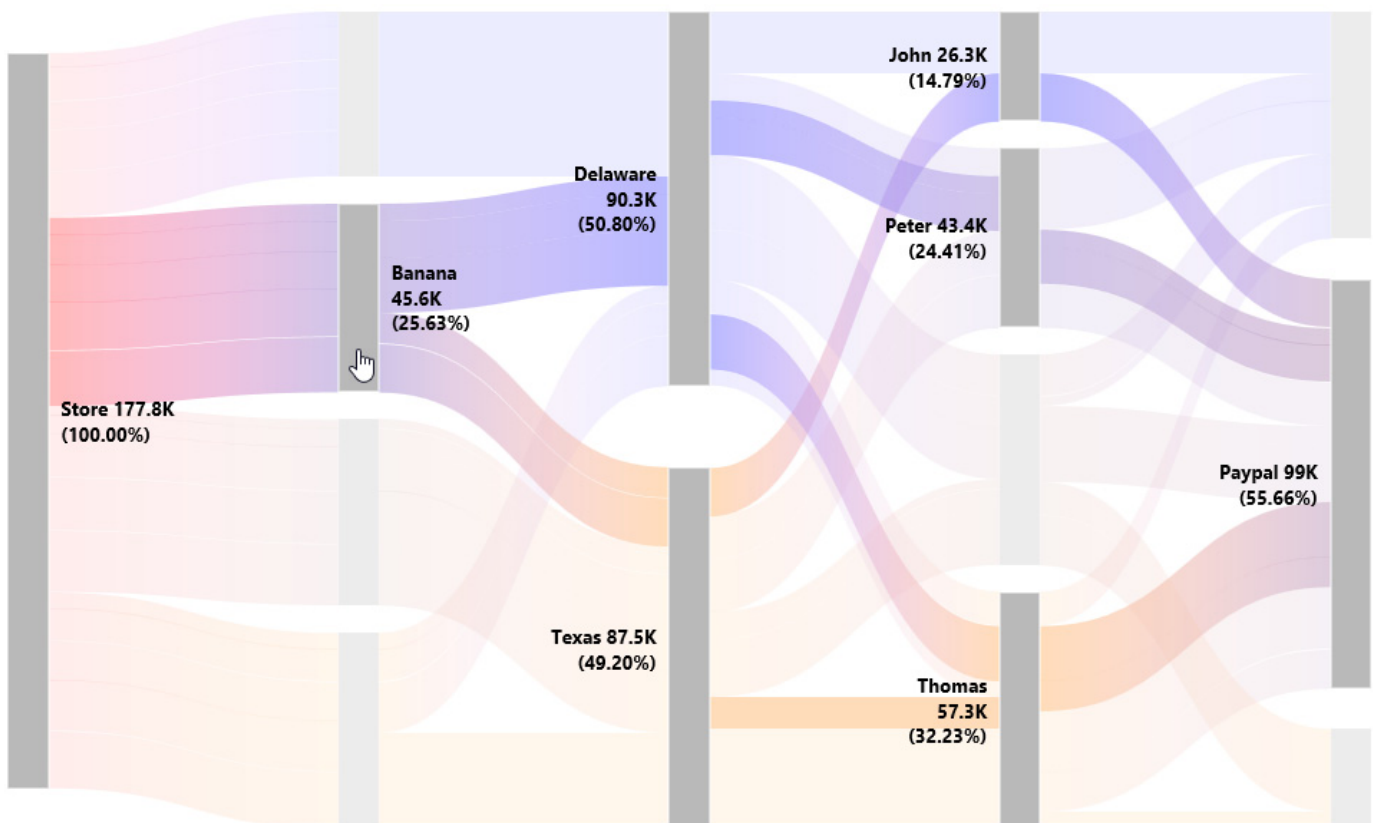 Store 177.8K
(100.00%)
Banana
45.6K
(25.63%)
Delaware
90.3K
(50.80%)
Texas 87.5K
(49.20%)
John 26.3K
(14.79%)
Peter 43.4K
(24.41%)
Thomas
57.3K
(32.23%)
Paypal 99K
(55.66%)